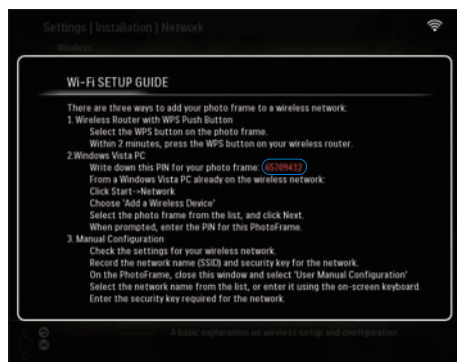 Settings | Installation | Network
Wireless
Wi-Fi SETUP GUIDE
There are three ways to add your photo frame to a wireless network:
1. Wireless Router with WPS Push Button
Select the WPS button on the photo frame.
Within 2 minutes, press the WPS button on your wireless router.
2.Windows Vista PC
Write down this PIN for your photo frame: 65709412
From a Windows Vista PC already on the wireless network:
Click Start->Network
Choose 'Add a Wireless Device'
Select the photo frame from the list, and click Next.
When prompted, enter the PIN for this PhotoFrame.
3. Manual Configuration
Check the settings for your wireless network.
Record the network name (SSID) and security key for the network.
On the PhotoFrame, close this window and select 'User Manual Configuration'
Select the network name from the list, or enter it using the on-screen keyboard.
Enter the security key required for the network.
A basic explanation on wireless setup and configuration